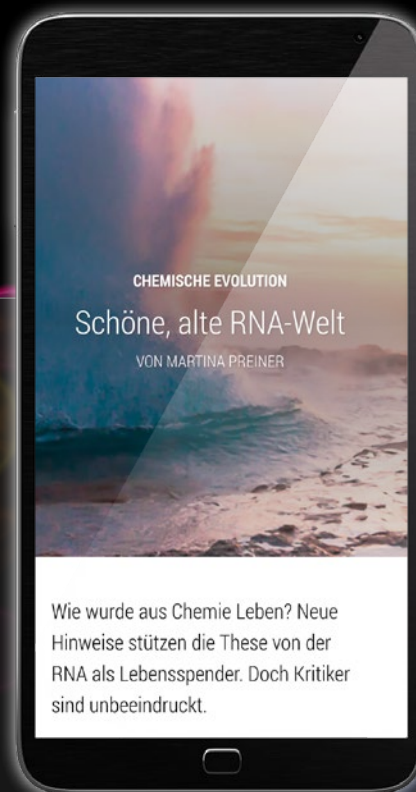 CHEMISCHE EVOLUTION
Schöne, alte RNA-Welt
VON MARTINA PREINER
Wie wurde aus Chemie Leben? Neue
Hinweise stützen die These von der
RNA als Lebensspender. Doch Kritiker
sind unbeeindruckt.